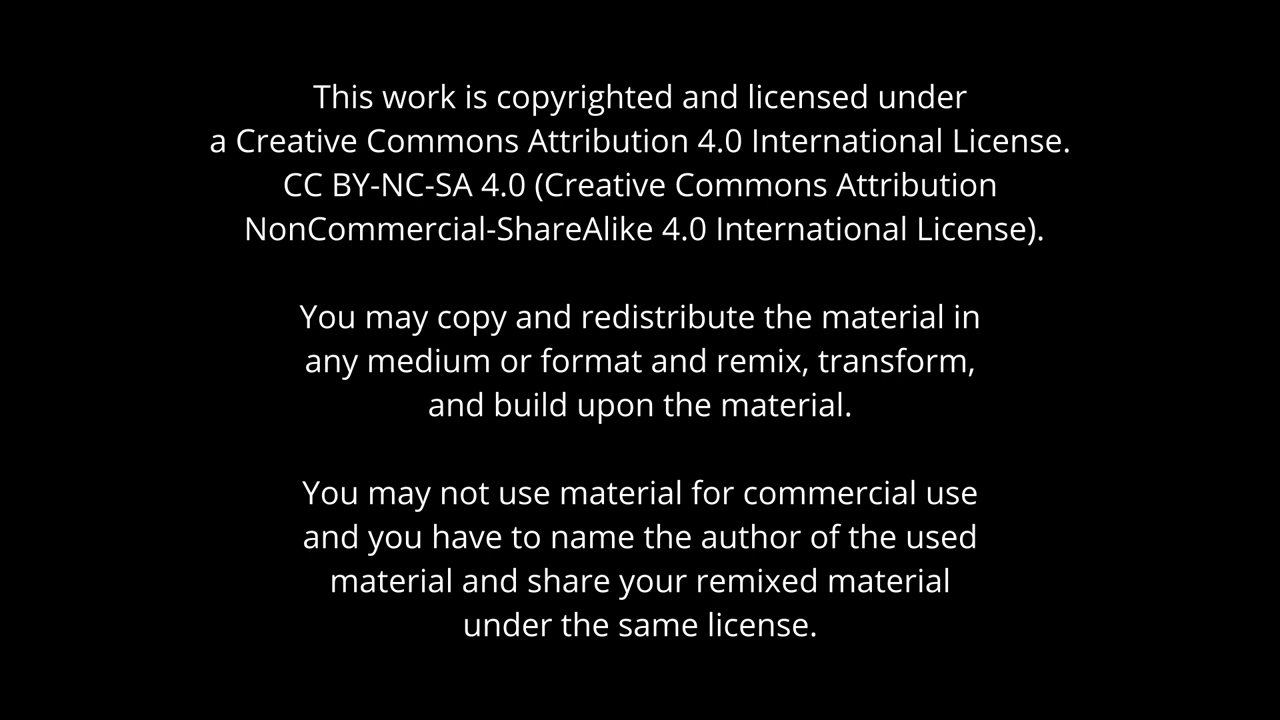 This work is copyrighted and licensed under
a Creative Commons Attribution 4.0 International License.
CC BY-NC-SA 4.0 (Creative Commons Attribution
NonCommercial-ShareAlike 4.0 International License).
You may copy and redistribute the material in
any medium or format and remix, transform,
and build upon the material.
You may not use material for commercial use
and you have to name the author of the used
material and share your remixed material
under the same license.